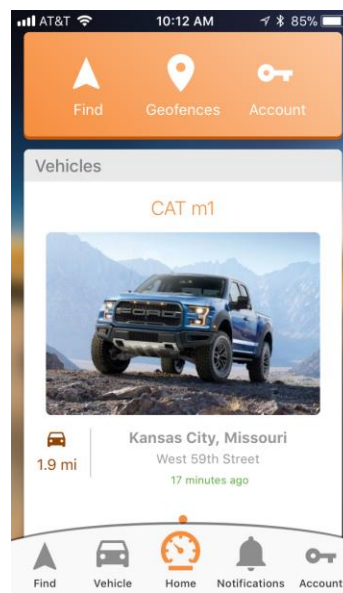 AT&T 10:12 AM 85%
Find Geofences Account
Vehicles
CAT m1
FORD
Kansas City, Missouri
1.9 mi
West 59th Street
17 minutes ago
Find Vehicle Home Notifications Account